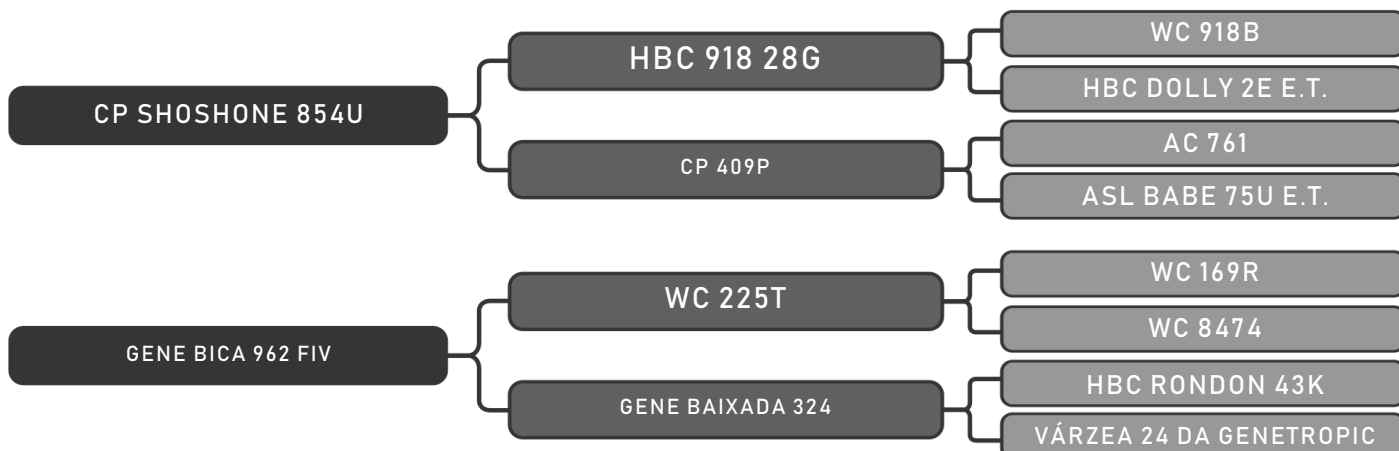 CP SHOSHONE 854U
HBC 918 28G
WC 918B
HBC DOLLY 2E E.T.
CP 409P
AC 761
ASL BABE 75U E.T.
GENE BICA 962 FIV
WC 225T
WC 169R
WC 8474
GENE BAIXADA 324
HBC RONDON 43K
VÁRZEA 24 DA GENETROPIC